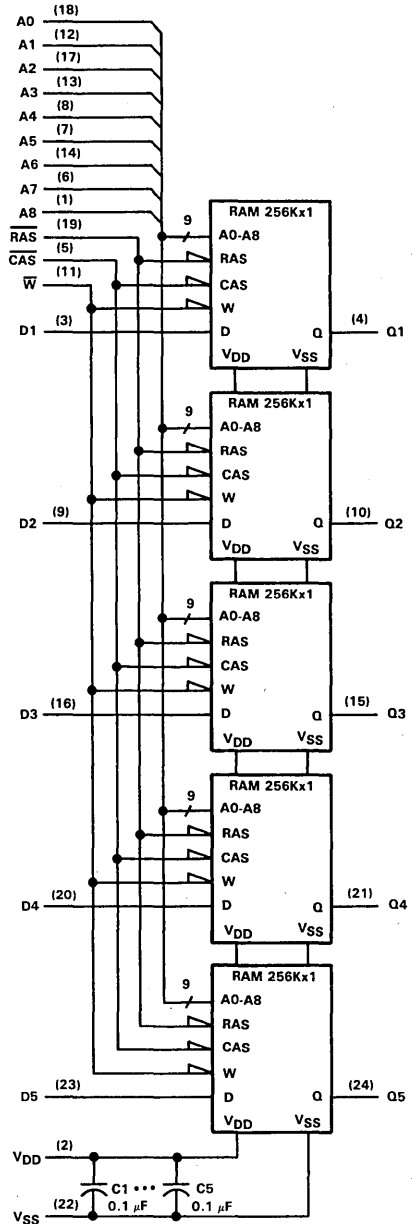 A0 (18)
A1 (12)
A2 (17)
A3 (13)
A4 (8)
A5 (7)
A6 (14)
A7 (6)
A8 (1)
R̅A̅S̅ (19)
C̅A̅S̅ (5)
W̅ (11)
RAM 256Kx1
9 A0-A8
RAS
CAS
W
D1 (3) D Q (4) Q1
VDD VSS
RAM 256Kx1
9 A0-A8
RAS
CAS
W
D2 (9) D Q (10) Q2
VDD VSS
RAM 256Kx1
9 A0-A8
RAS
CAS
W
D3 (16) D Q (15) Q3
VDD VSS
RAM 256Kx1
9 A0-A8
RAS
CAS
W
D4 (20) D Q (21) Q4
VDD VSS
RAM 256Kx1
9 A0-A8
RAS
CAS
W
D5 (23) D Q (24) Q5
VDD VSS
VDD (2)
C1 ••• C5
0.1 µF 0.1 µF
VSS (22)